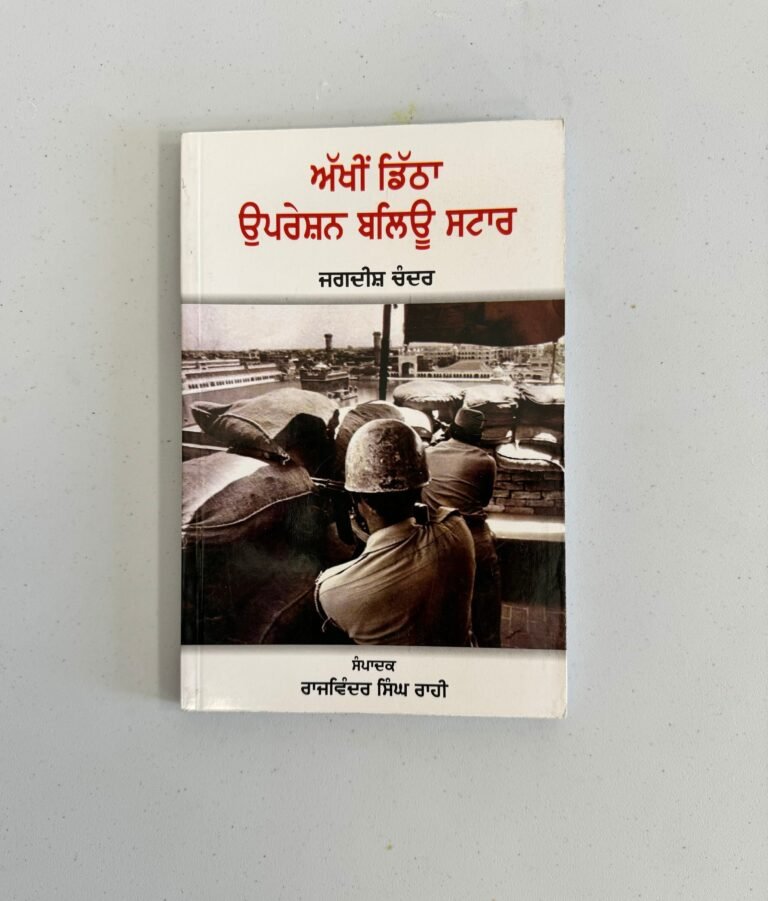 ਅੱਖੀਂ ਡਿੱਠਾ
ਉਪਰੇਸ਼ਨ ਬਲਿਊ ਸਟਾਰ
ਜਗਦੀਸ਼ ਚੰਦਰ
ਸੰਪਾਦਕ
ਰਾਜਵਿੰਦਰ ਸਿੰਘ ਰਾਹੀ